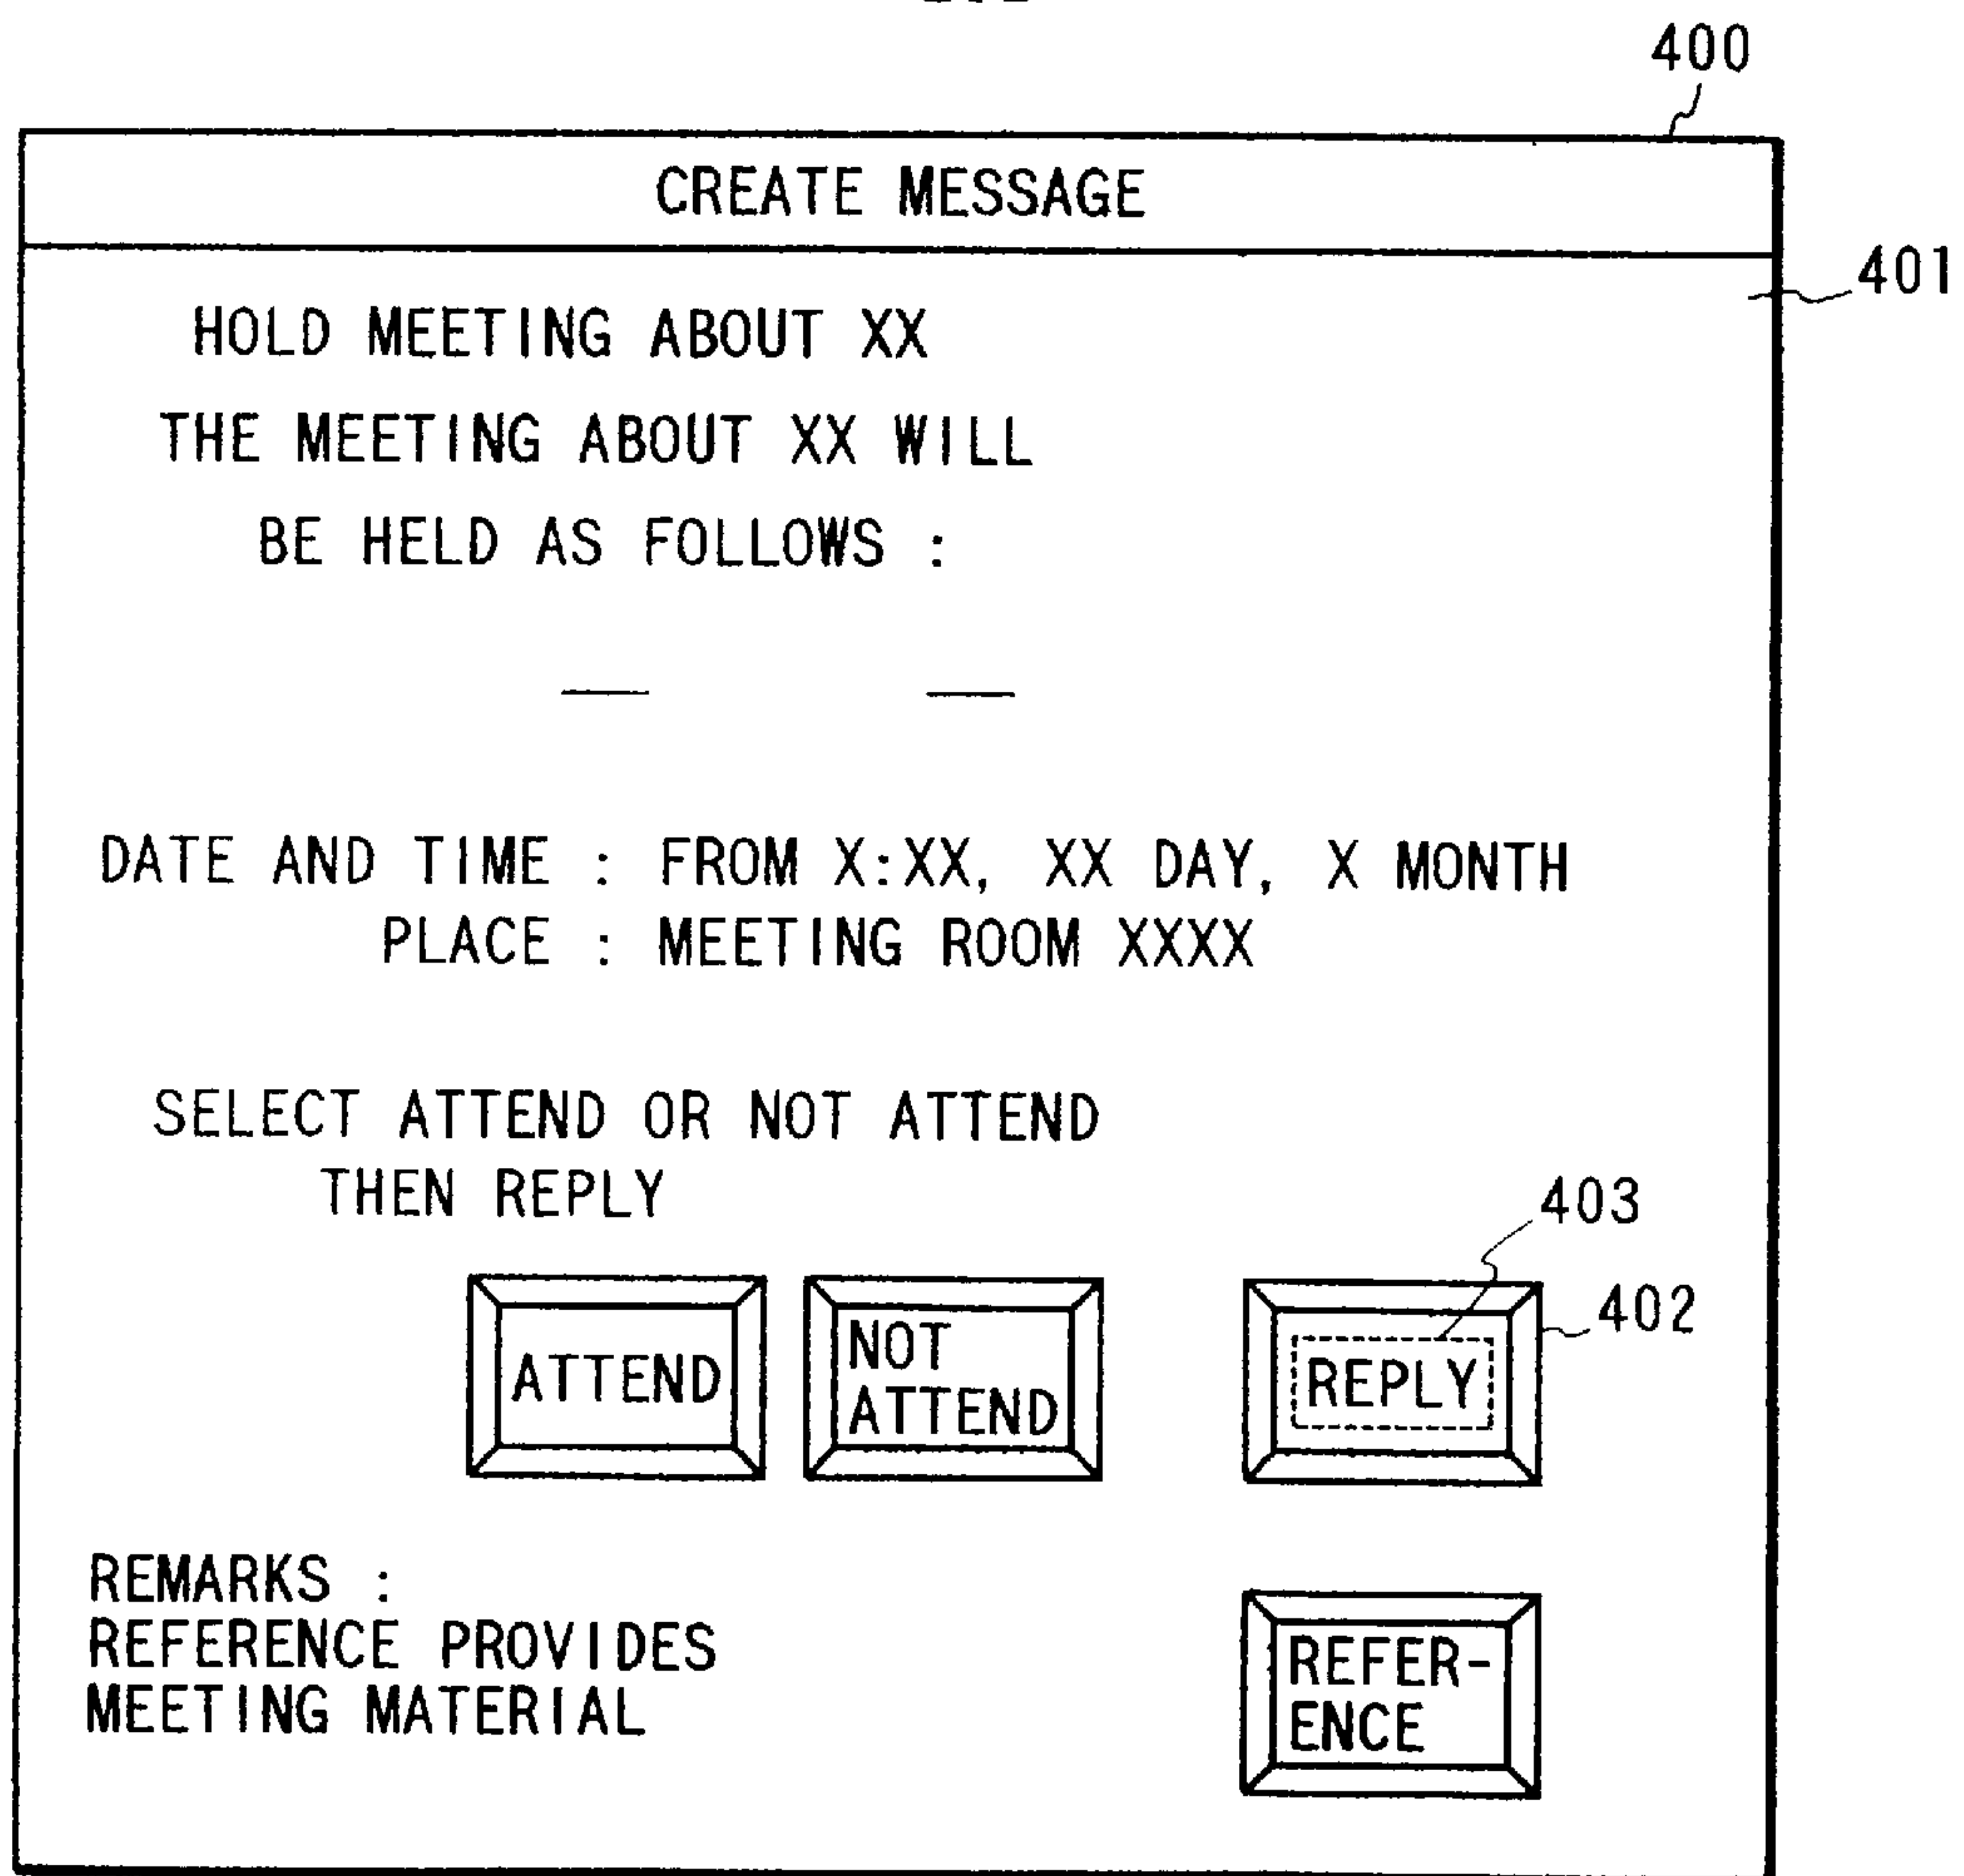 400
CREATE MESSAGE
401
HOLD MEETING ABOUT XX
THE MEETING ABOUT XX WILL
BE HELD AS FOLLOWS :
DATE AND TIME : FROM X:XX, XX DAY, X MONTH
PLACE : MEETING ROOM XXXX
SELECT ATTEND OR NOT ATTEND
THEN REPLY
403
402
ATTEND
NOT
ATTEND
REPLY
REMARKS :
REFERENCE PROVIDES
MEETING MATERIAL
REFER-
ENCE